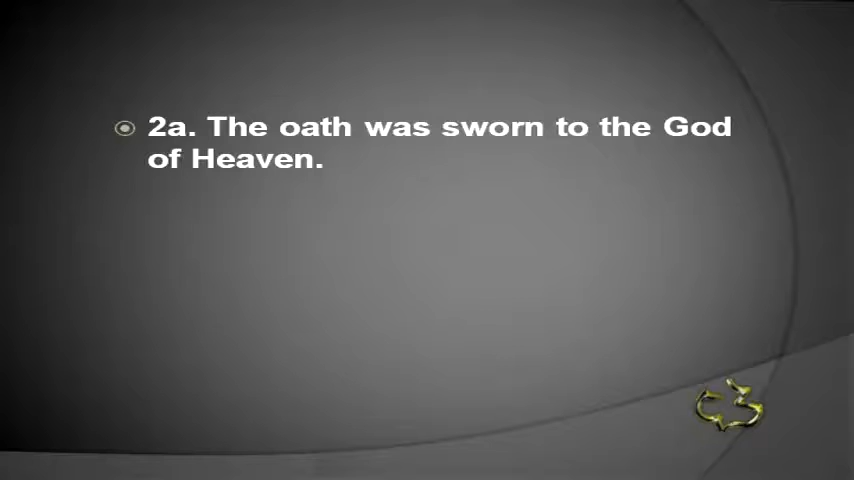 2a. The oath was sworn to the God
of Heaven.